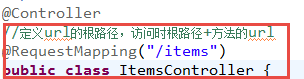 @Controller
//定义url的根路径，访问时根路径+方法的url
@RequestMapping("/items")
public class ItemsController {